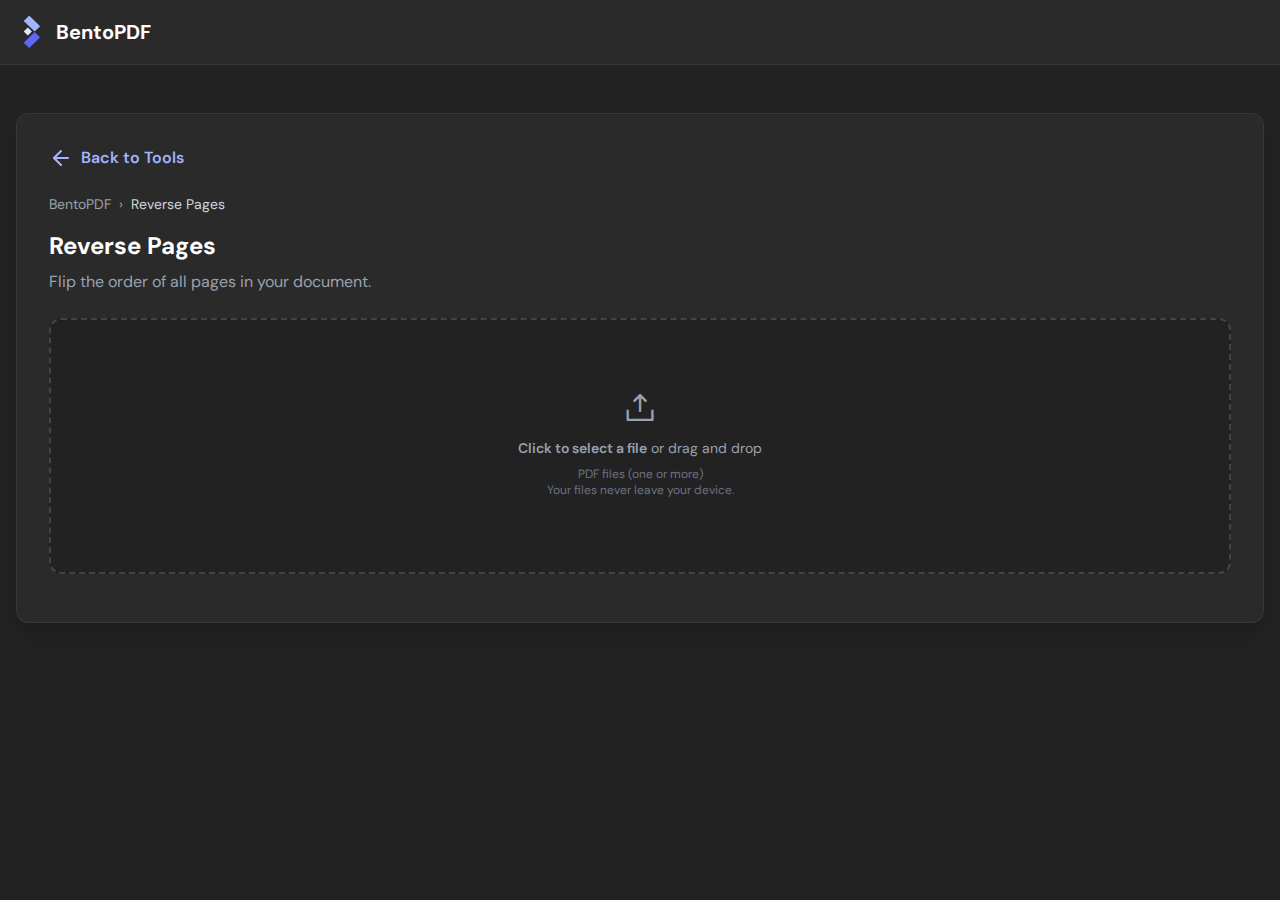 BentoPDF
Back to Tools
BentoPDF › Reverse Pages
Reverse Pages
Flip the order of all pages in your document.
Click to select a file or drag and drop
PDF files (one or more)
Your files never leave your device.